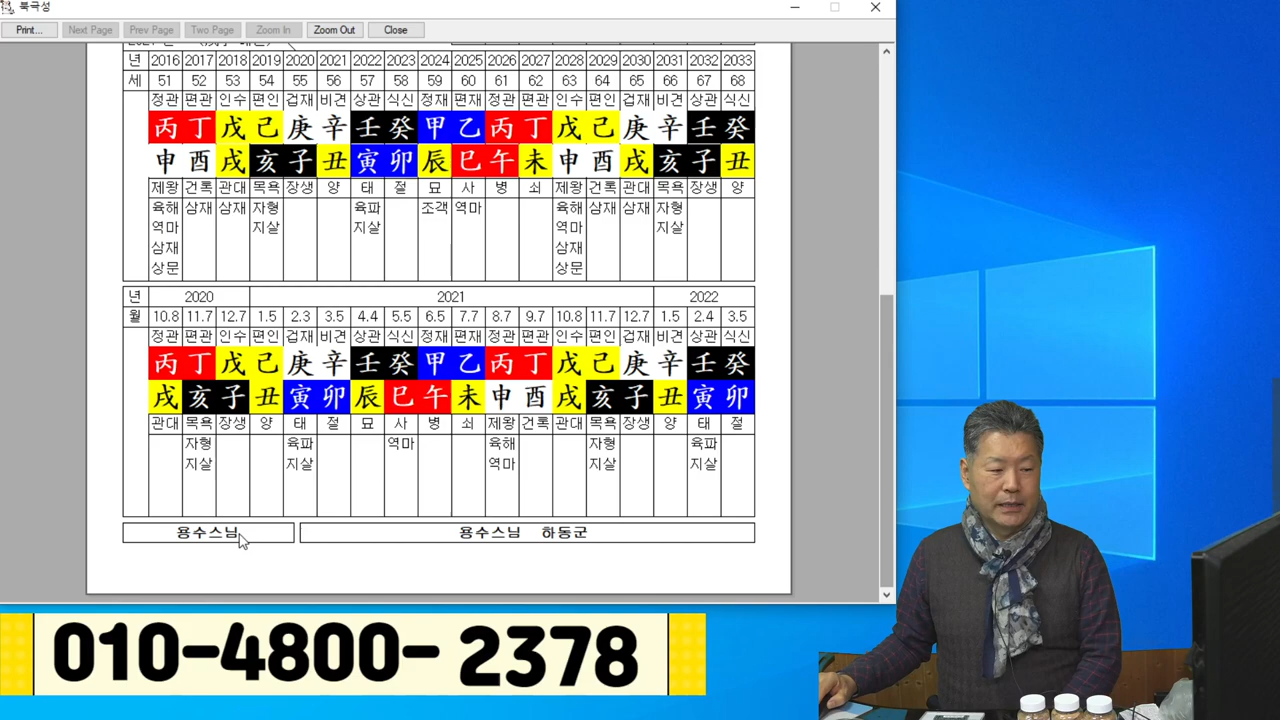 북극성
Print... Next Page Prev Page Two Page Zoom In Zoom Out Close
년 2016 2017 2018 2019 2020 2021 2022 2023 2024 2025 2026 2027 2028 2029 2030 2031 2032 2033
세 51 52 53 54 55 56 57 58 59 60 61 62 63 64 65 66 67 68
정관 편관 인수 편인 겁재 비견 상관 식신 정재 편재 정관 편관 인수 편인 겁재 비견 상관 식신
丙 丁 戊 己 庚 辛 壬 癸 甲 乙 丙 丁 戊 己 庚 辛 壬 癸
申 酉 戌 亥 子 丑 寅 卯 辰 巳 午 未 申 酉 戌 亥 子 丑
제왕 건록 관대 목욕 장생 양 태 절 묘 사 병 쇠 제왕 건록 관대 목욕 장생 양
육해 삼재 삼재 자형 육파 조객 역마 육해 삼재 삼재 자형
역마 지살 지살 역마 지살
삼재 삼재
상문 상문
년 2020 2021 2022
월 10.8 11.7 12.7 1.5 2.3 3.5 4.4 5.5 6.5 7.7 8.7 9.7 10.8 11.7 12.7 1.5 2.4 3.5
정관 편관 인수 편인 겁재 비견 상관 식신 정재 편재 정관 편관 인수 편인 겁재 비견 상관 식신
丙 丁 戊 己 庚 辛 壬 癸 甲 乙 丙 丁 戊 己 庚 辛 壬 癸
戌 亥 子 丑 寅 卯 辰 巳 午 未 申 酉 戌 亥 子 丑 寅 卯
관대 목욕 장생 양 태 절 묘 사 병 쇠 제왕 건록 관대 목욕 장생 양 태 절
자형 육파 역마 육해 자형 육파
지살 지살 역마 지살 지살
용수스님 용수스님 하동군
010-4800-2378